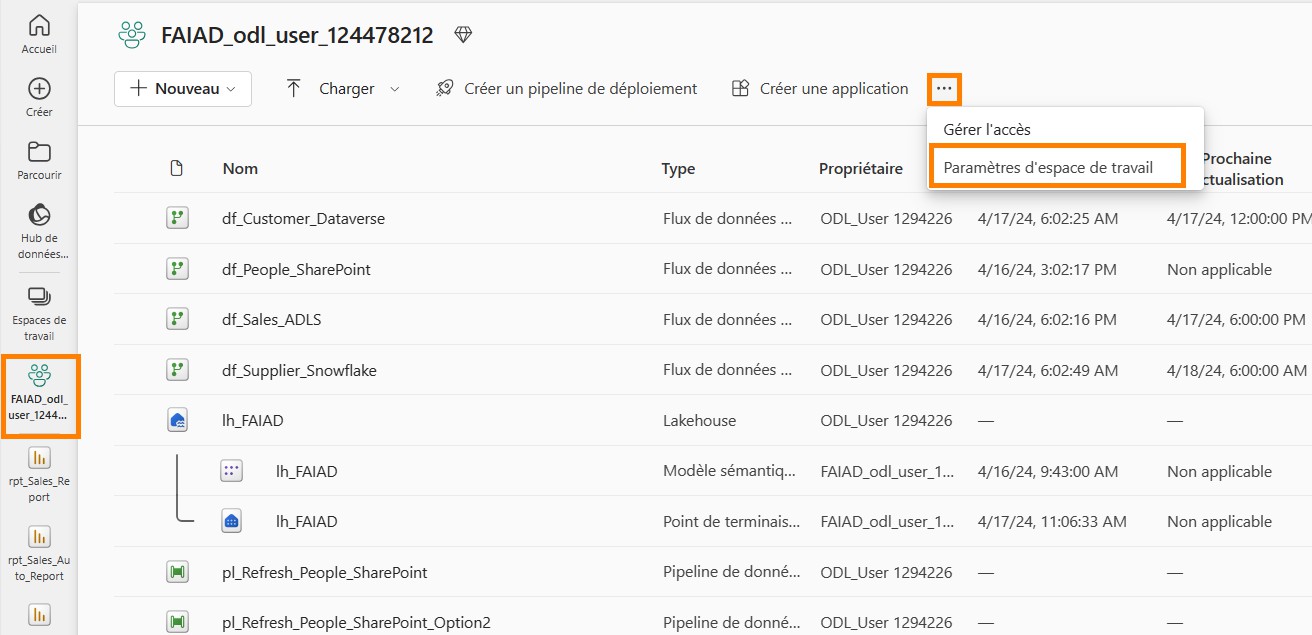 FAIAD_odl_user_124478212
Accueil
Créer
Parcourir
Hub de
données...
Espaces de
travail
FAIAD_odl_
user_1244...
rpt_Sales_Re
port
rpt_Sales_Au
to_Report
Nouveau
Charger
Créer un pipeline de déploiement
Créer une application
...
Gérer l'accès
Paramètres d'espace de travail
Nom
Type
Propriétaire
Prochaine
ctualisation
df_Customer_Dataverse Flux de données ... ODL_User 1294226 4/17/24, 6:02:25 AM 4/17/24, 12:00:00 PM
df_People_SharePoint Flux de données ... ODL_User 1294226 4/16/24, 3:02:17 PM Non applicable
df_Sales_ADLS Flux de données ... ODL_User 1294226 4/16/24, 6:02:16 PM 4/17/24, 6:00:00 PM
df_Supplier_Snowflake Flux de données ... ODL_User 1294226 4/17/24, 6:02:49 AM 4/18/24, 6:00:00 AM
lh_FAIAD Lakehouse ODL_User 1294226 — —
lh_FAIAD Modèle sémantiq... FAIAD_odl_user_1... 4/16/24, 9:43:00 AM Non applicable
lh_FAIAD Point de terminais... FAIAD_odl_user_1... 4/17/24, 11:06:33 AM Non applicable
pl_Refresh_People_SharePoint Pipeline de donné... ODL_User 1294226 — —
pl_Refresh_People_SharePoint_Option2 Pipeline de donné... ODL_User 1294226 — —